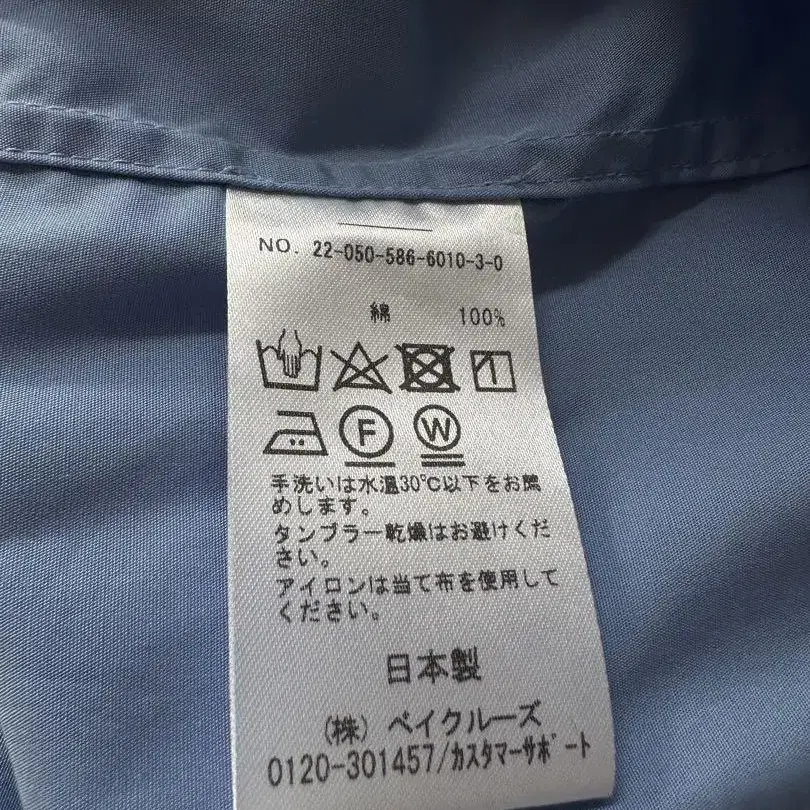 NO. 22-050-586-6010-3-0
綿 100%
F W
手洗いは水温30℃以下をお薦
めします。
タンブラー乾燥はお避けくだ
さい。
アイロンは当て布を使用して
ください。
日本製
(株) ベイクルーズ
0120-301457/カスタマーサポート